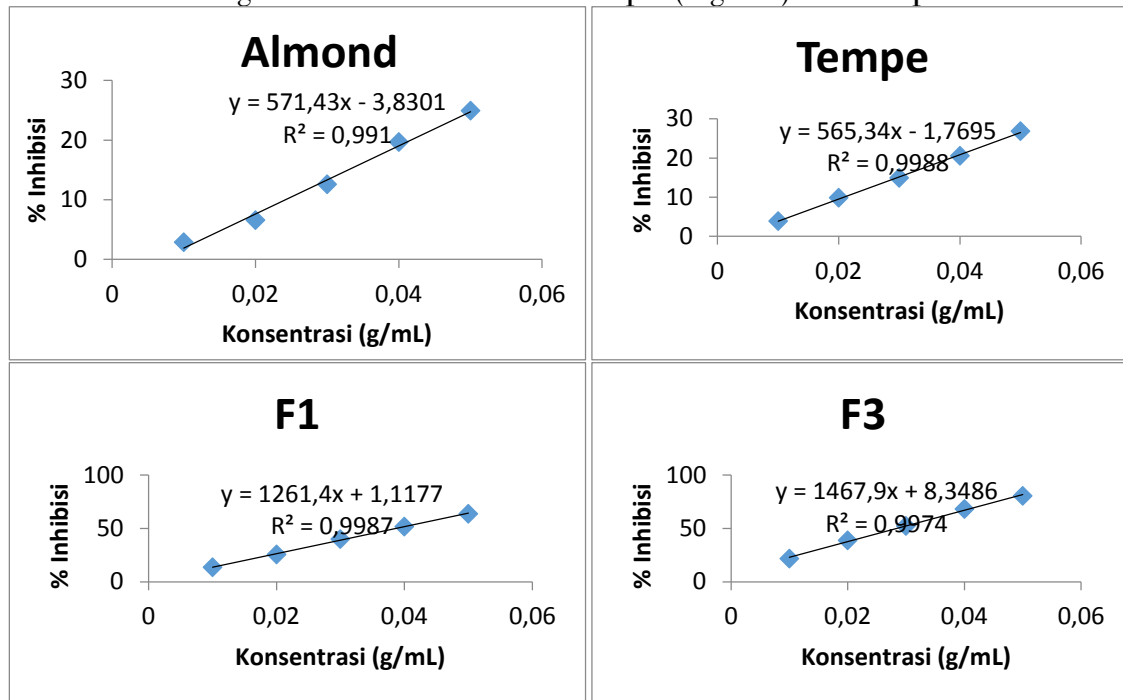 Almond
30
20
10
0
y = 571,43x - 3,8301
R² = 0,991
0 0,02 0,04 0,06
% Inhibisi
Konsentrasi (g/mL)
Tempe
30
20
10
0
y = 565,34x - 1,7695
R² = 0,9988
0 0,02 0,04 0,06
% Inhibisi
Konsentrasi (g/mL)
F1
100
50
0
y = 1261,4x + 1,1177
R² = 0,9987
0 0,02 0,04 0,06
% Inhibisi
Konsentrasi (g/mL)
F3
100
50
0
y = 1467,9x + 8,3486
R² = 0,9974
0 0,02 0,04 0,06
% Inhibisi
Konsentrasi (g/mL)